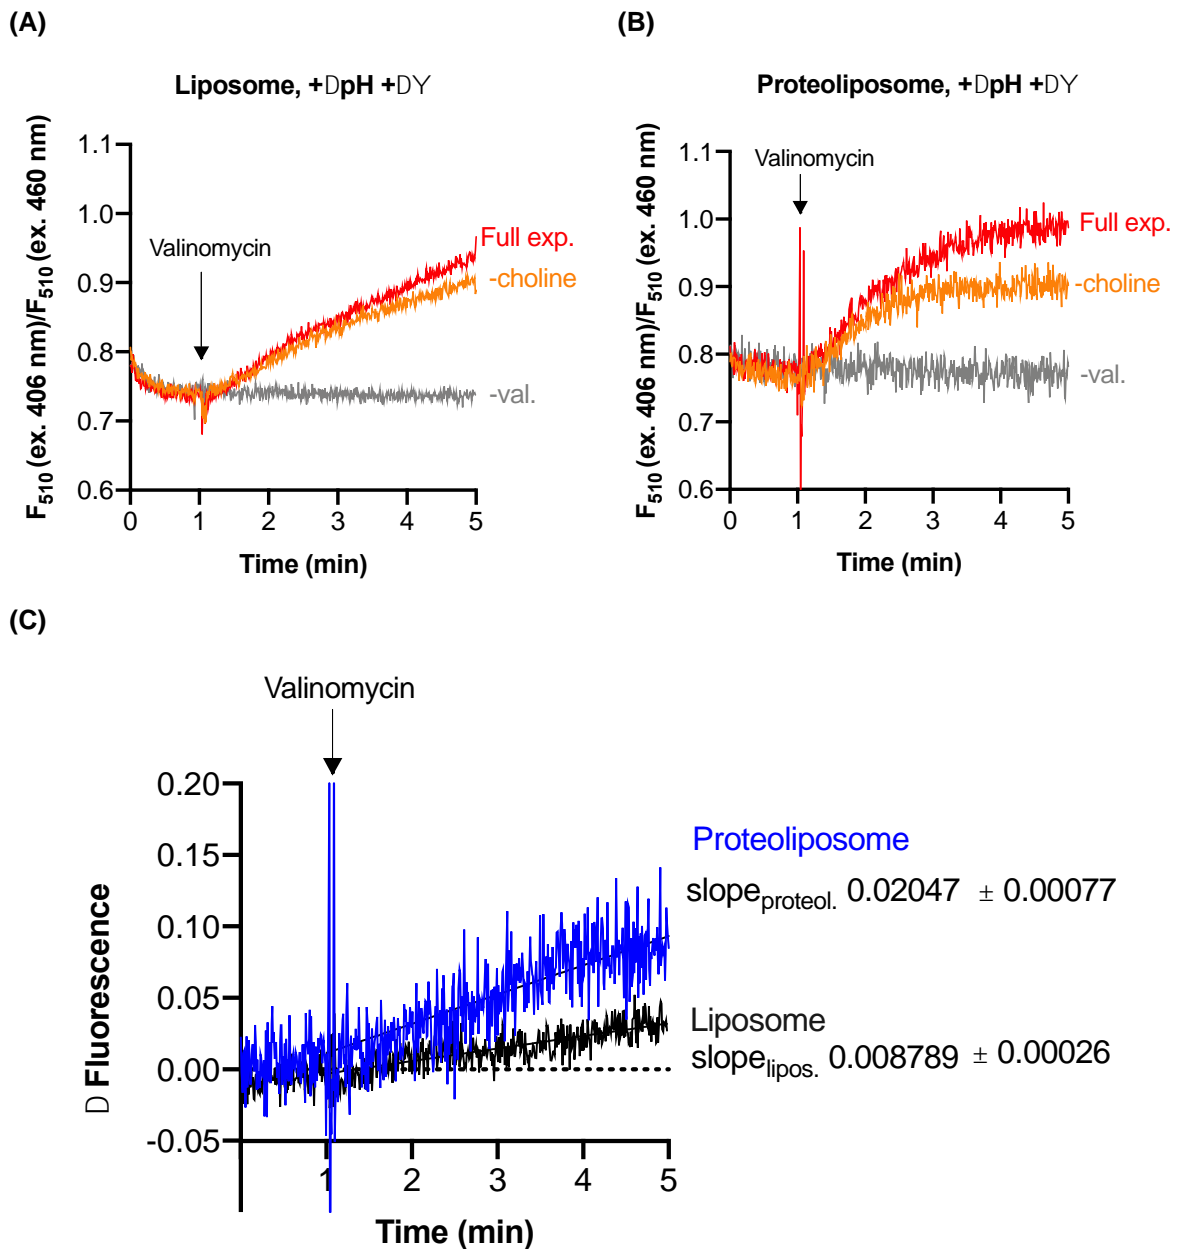 (A)
Liposome, +DpH +DY
F510 (ex. 406 nm)/F510 (ex. 460 nm)
1.1
1.0
0.9
0.8
0.7
0.6
Valinomycin
Full exp.
-choline
-val.
0 1 2 3 4 5
Time (min)
(B)
Proteoliposome, +DpH +DY
F510 (ex. 406 nm)/F510 (ex. 460 nm)
1.1
1.0
0.9
0.8
0.7
0.6
Valinomycin
Full exp.
-choline
-val.
0 1 2 3 4 5
Time (min)
(C)
Valinomycin
D Fluorescence
0.20
0.15
0.10
0.05
0.00
-0.05
Proteoliposome
slopeproteol. 0.02047 ± 0.00077
Liposome
slopelipos. 0.008789 ± 0.00026
1 2 3 4 5
Time (min)